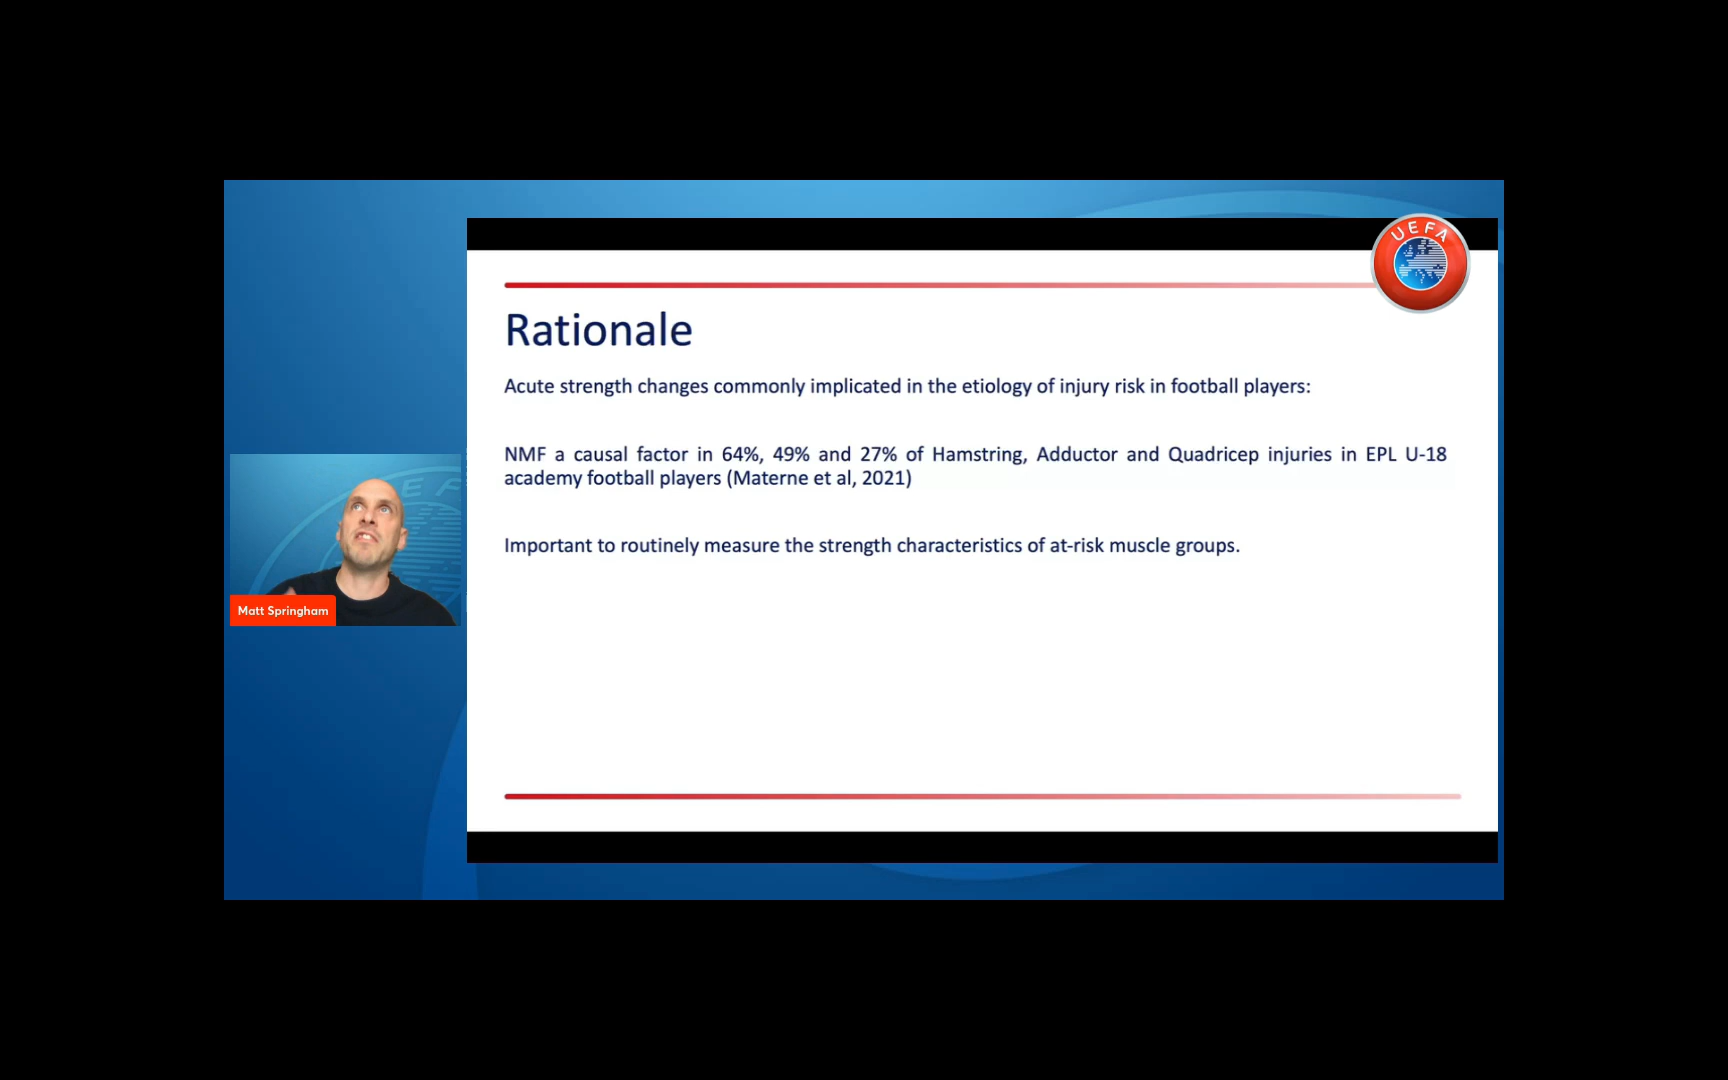 UEFA
Rationale
Acute strength changes commonly implicated in the etiology of injury risk in football players:
NMF a causal factor in 64%, 49% and 27% of Hamstring, Adductor and Quadricep injuries in EPL U-18
academy football players (Materne et al, 2021)
Important to routinely measure the strength characteristics of at-risk muscle groups.
Matt Springham